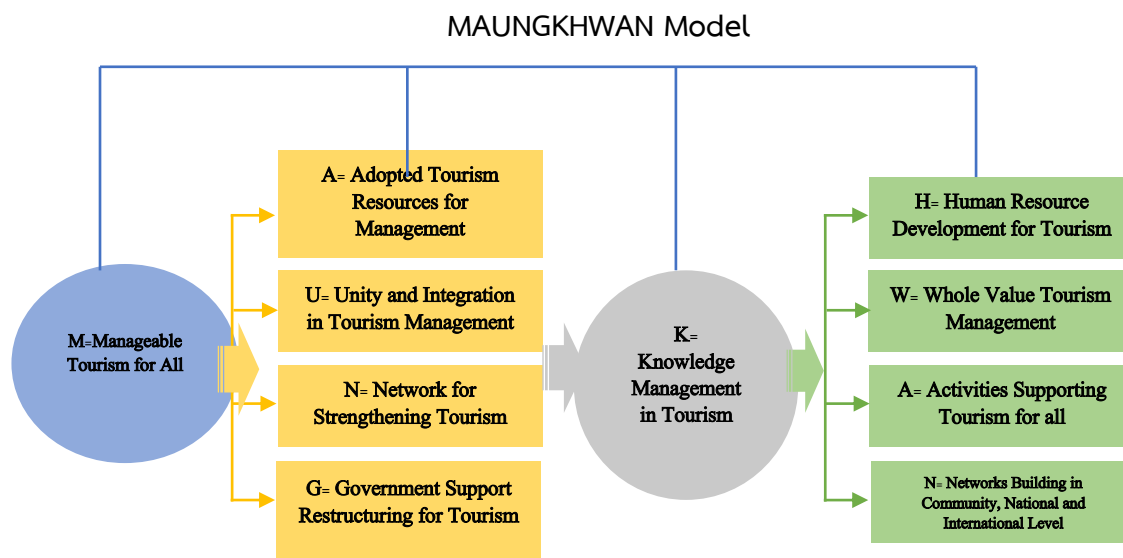 MAUNGKHWAN Model
M=Manageable
Tourism for All
A= Adopted Tourism
Resources for
Management
U= Unity and Integration
in Tourism Management
N= Network for
Strengthening Tourism
G= Government Support
Restructuring for Tourism
K=
Knowledge
Management
in Tourism
H= Human Resource
Development for Tourism
W= Whole Value Tourism
Management
A= Activities Supporting
Tourism for all
N= Networks Building in
Community, National and
International Level